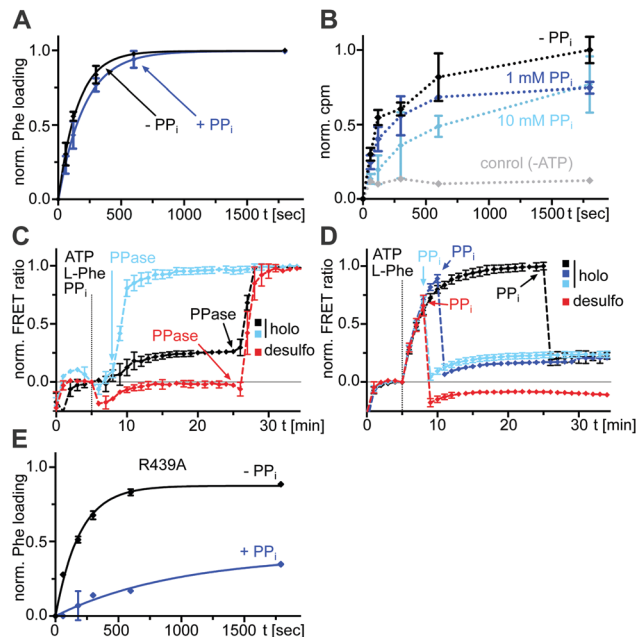 A
norm. Phe loading
1.0
0.5
0.0
- PPi
+ PPi
0 500 1000 1500 t [sec]
B
norm. cpm
1.0
0.5
0.0
- PPi
1 mM PPi
10 mM PPi
conrol (-ATP)
0 500 1000 1500 t [sec]
C
norm. FRET ratio
1.0
0.5
0.0
ATP
L-Phe
PPi
PPase
PPase
PPase
holo
desulfo
0 10 20 30 t [min]
D
norm. FRET ratio
1.0
0.5
0.0
ATP
L-Phe
PPi
PPi
PPi
PPi
holo
desulfo
0 10 20 30 t [min]
E
norm. Phe loading
1.0
0.5
0.0
R439A
- PPi
+ PPi
0 500 1000 1500 t [sec]